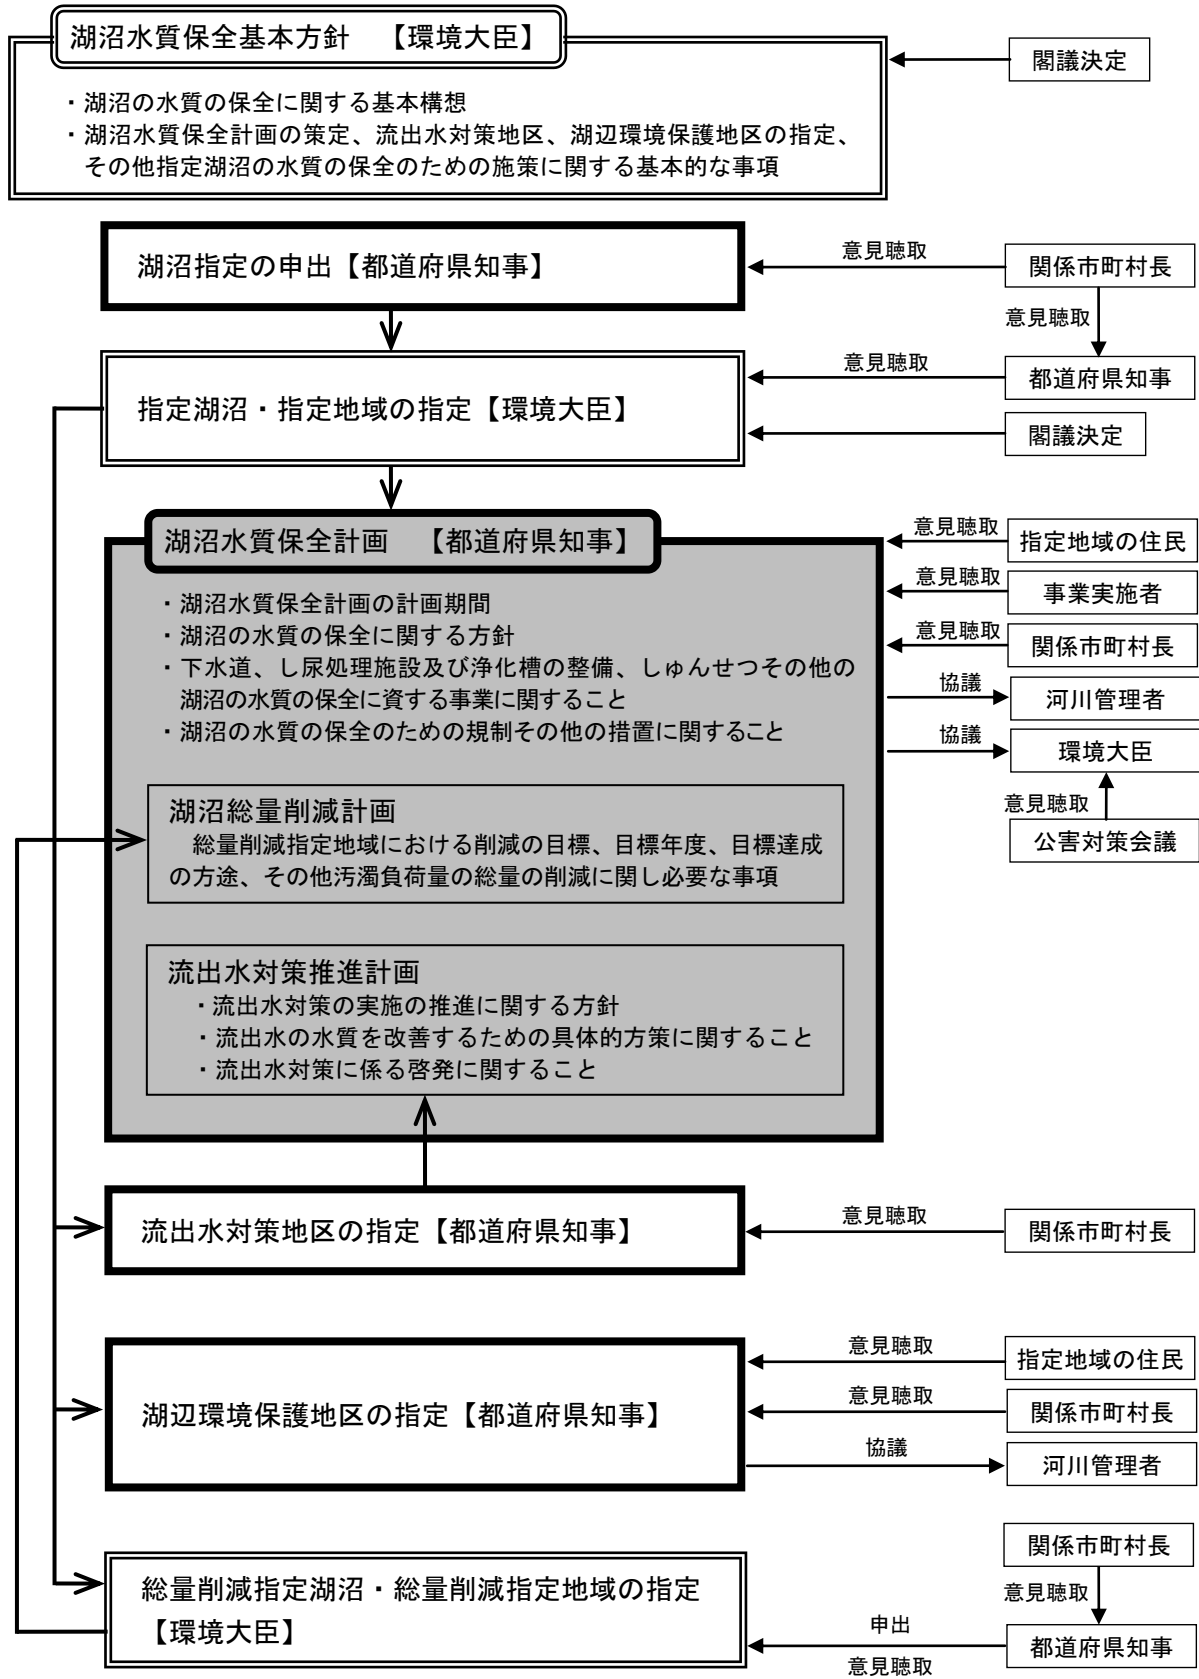 湖沼水質保全基本方針　【環境大臣】
閣議決定
・湖沼の水質の保全に関する基本構想
・湖沼水質保全計画の策定、流出水対策地区、湖辺環境保護地区の指定、
その他指定湖沼の水質の保全のための施策に関する基本的な事項
湖沼指定の申出【都道府県知事】
意見聴取
関係市町村長
意見聴取
指定湖沼・指定地域の指定【環境大臣】
意見聴取
都道府県知事
閣議決定
湖沼水質保全計画　【都道府県知事】
意見聴取
指定地域の住民
意見聴取
事業実施者
意見聴取
関係市町村長
協議
河川管理者
協議
環境大臣
意見聴取
公害対策会議
・湖沼水質保全計画の計画期間
・湖沼の水質の保全に関する方針
・下水道、し尿処理施設及び浄化槽の整備、しゅんせつその他の
湖沼の水質の保全に資する事業に関すること
・湖沼の水質の保全のための規制その他の措置に関すること
湖沼総量削減計画
総量削減指定地域における削減の目標、目標年度、目標達成
の方途、その他汚濁負荷量の総量の削減に関し必要な事項
流出水対策推進計画
・流出水対策の実施の推進に関する方針
・流出水の水質を改善するための具体的方策に関すること
・流出水対策に係る啓発に関すること
流出水対策地区の指定【都道府県知事】
意見聴取
関係市町村長
湖辺環境保護地区の指定【都道府県知事】
意見聴取
指定地域の住民
意見聴取
関係市町村長
協議
河川管理者
総量削減指定湖沼・総量削減指定地域の指定
【環境大臣】
関係市町村長
意見聴取
申出
都道府県知事
意見聴取